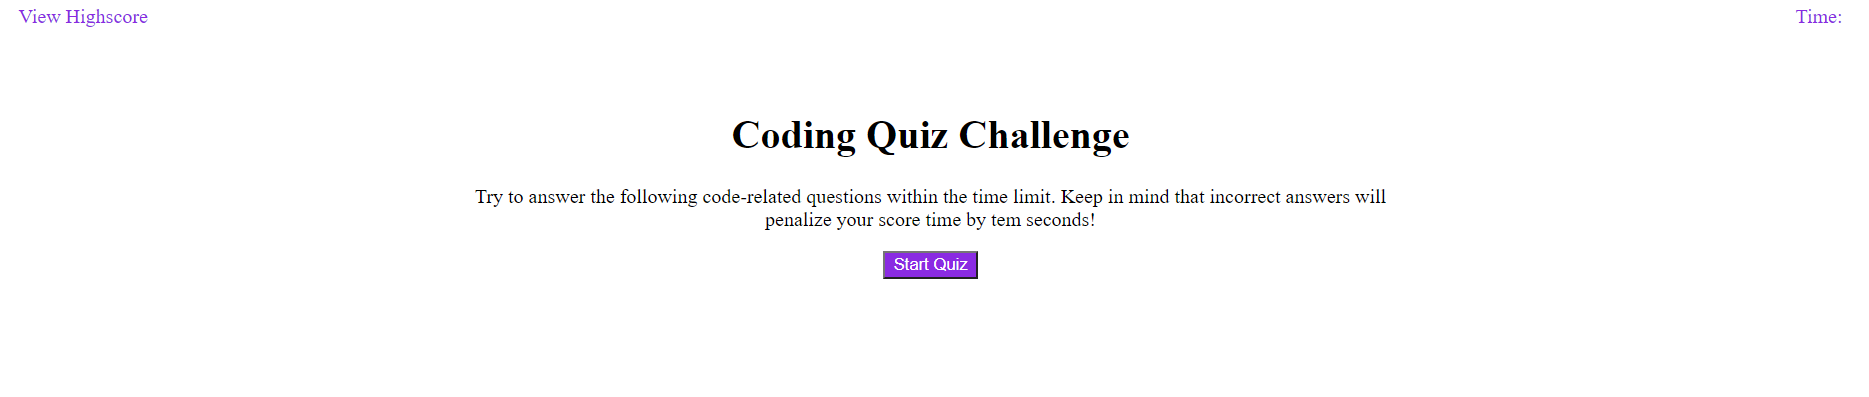 View Highscore
Time:
Coding Quiz Challenge
Try to answer the following code-related questions within the time limit. Keep in mind that incorrect answers will
penalize your score time by tem seconds!
Start Quiz